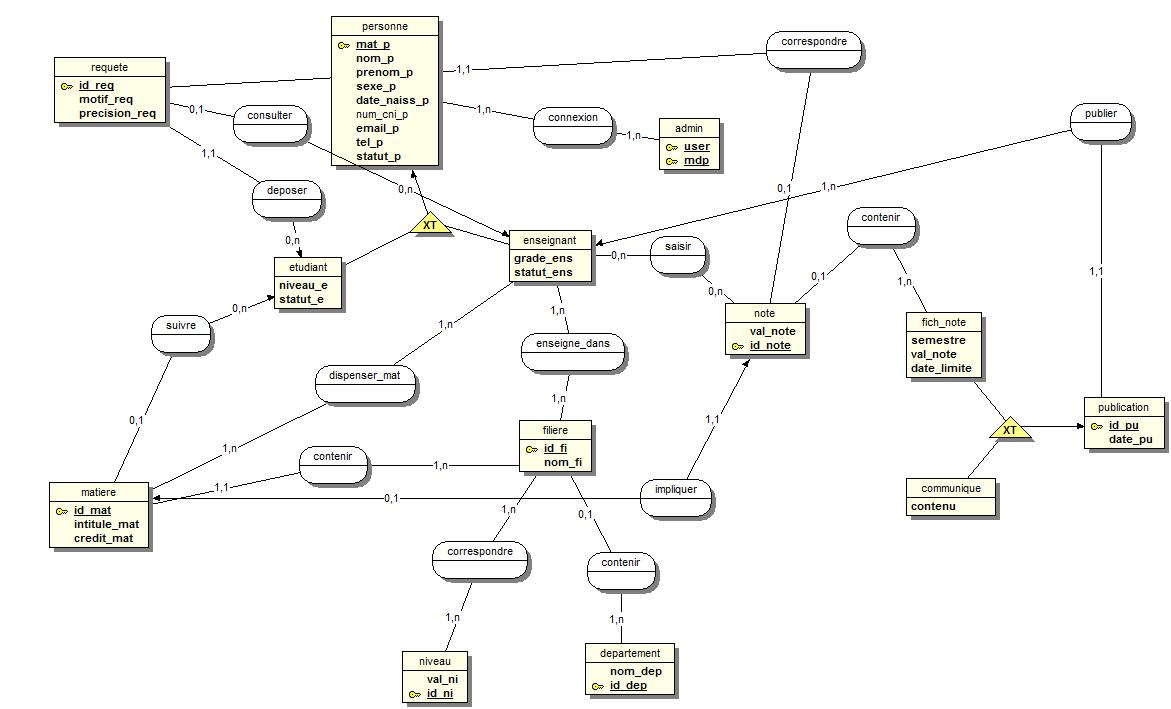 personne
mat_p
nom_p
prenom_p
sexe_p
date_naiss_p
num_cni_p
email_p
tel_p
statut_p
correspondre
1,1
0,1
requete
id_req
motif_req
precision_req
0,1
consulter
0,n
1,n
connexion
1,n
admin
user
mdp
publier
1,n
1,1
1,1
deposer
0,n
XT
etudiant
niveau_e
statut_e
enseignant
grade_ens
statut_ens
0,n
saisir
0,n
contenir
0,1
1,n
note
val_note
id_note
fich_note
semestre
val_note
date_limite
suivre
0,n
0,1
1,n
dispenser_mat
1,n
1,n
enseigne_dans
1,n
filiere
id_fi
nom_fi
1,1
XT
publication
id_pu
date_pu
communique
contenu
contenir
1,n
1,1
matiere
id_mat
intitule_mat
credit_mat
0,1
impliquer
1,n
0,1
correspondre
contenir
1,n
1,n
niveau
val_ni
id_ni
departement
nom_dep
id_dep